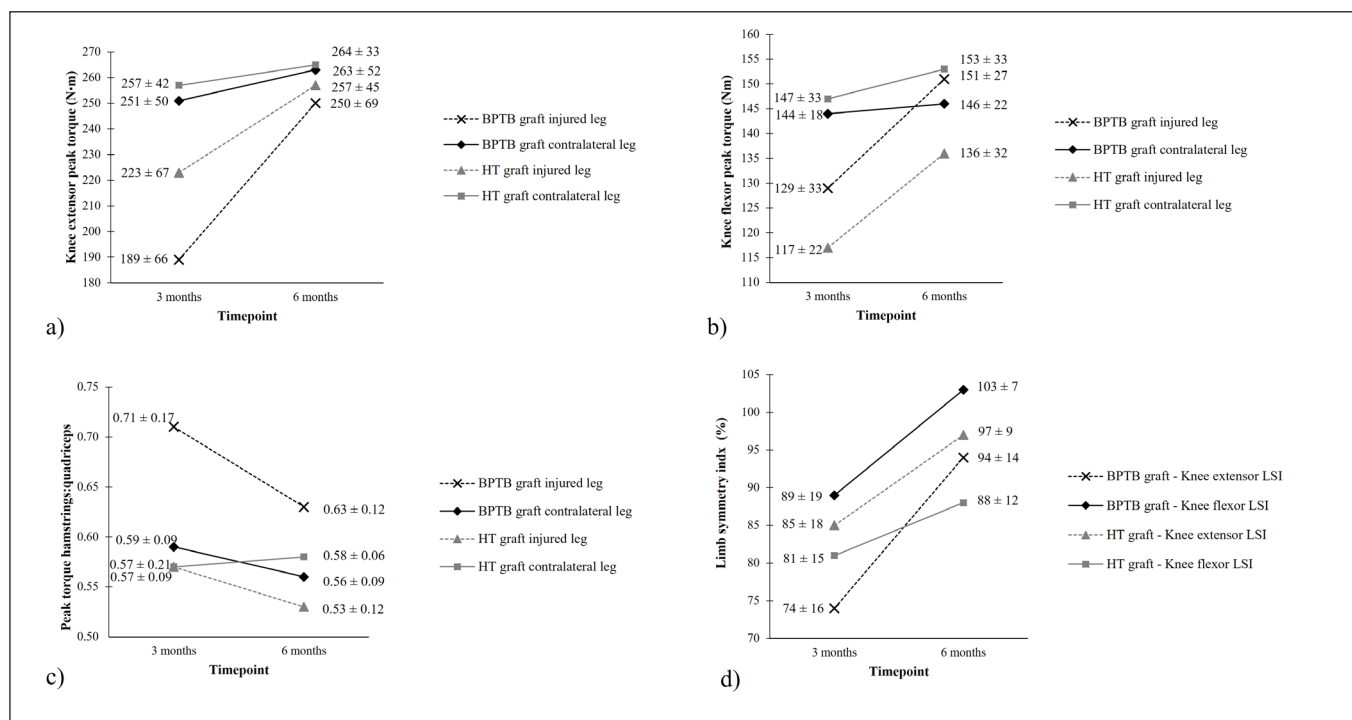 270
260
250
240
230
220
210
200
190
180
Knee extensor peak torque (N·m)
257 ± 42
251 ± 50
223 ± 67
189 ± 66
264 ± 33
263 ± 52
257 ± 45
250 ± 69
3 months
6 months
Timepoint
BPTB graft injured leg
BPTB graft contralateral leg
HT graft injured leg
HT graft contralateral leg
a)
160
155
150
145
140
135
130
125
120
115
110
Knee flexor peak torque (Nm)
147 ± 33
144 ± 18
129 ± 33
117 ± 22
153 ± 33
151 ± 27
146 ± 22
136 ± 32
3 months
6 months
Timepoint
BPTB graft injured leg
BPTB graft contralateral leg
HT graft injured leg
HT graft contralateral leg
b)
0.75
0.70
0.65
0.60
0.55
0.50
Peak torque hamstrings:quadriceps
0.71 ± 0.17
0.59 ± 0.09
0.57 ± 0.21
0.57 ± 0.09
0.63 ± 0.12
0.58 ± 0.06
0.56 ± 0.09
0.53 ± 0.12
3 months
6 months
Timepoint
BPTB graft injured leg
BPTB graft contralateral leg
HT graft injured leg
HT graft contralateral leg
c)
105
100
95
90
85
80
75
70
Limb symmetry indx (%)
89 ± 19
85 ± 18
81 ± 15
74 ± 16
103 ± 7
97 ± 9
94 ± 14
88 ± 12
3 months
6 months
Timepoint
BPTB graft - Knee extensor LSI
BPTB graft - Knee flexor LSI
HT graft - Knee extensor LSI
HT graft - Knee flexor LSI
d)